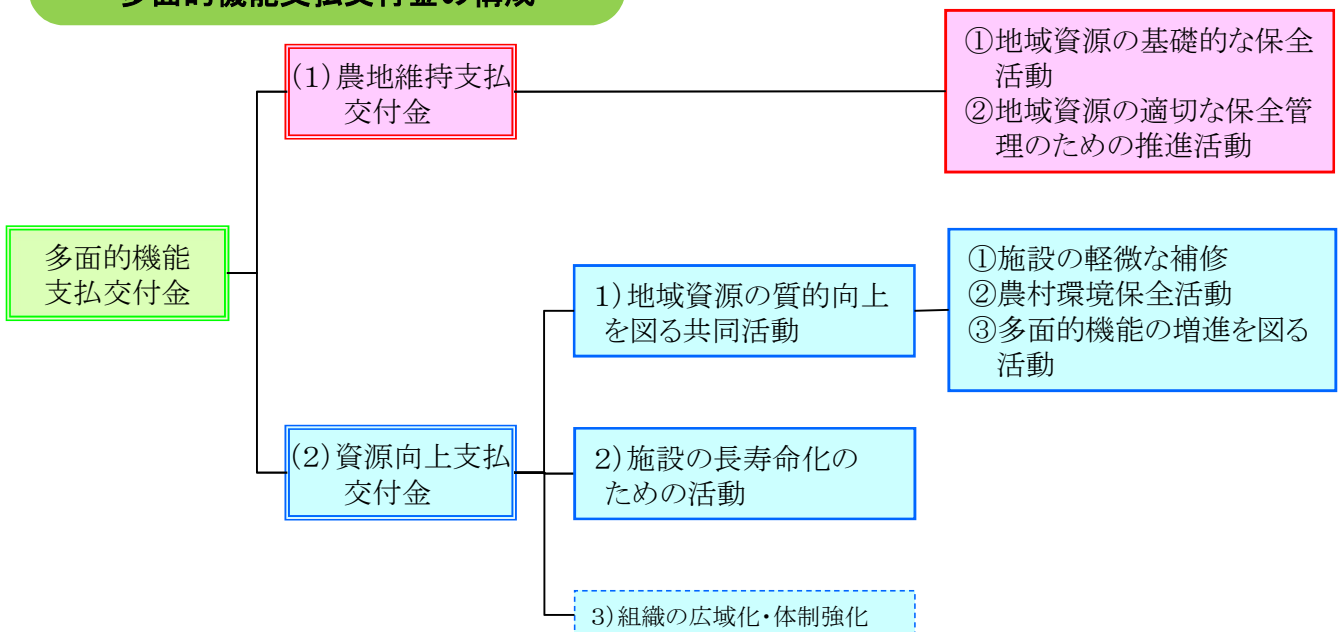 多面的機能支払交付金の構成
(1)農地維持支払
交付金
①地域資源の基礎的な保全
活動
②地域資源の適切な保全管
理のための推進活動
多面的機能
支払交付金
(2)資源向上支払
交付金
1)地域資源の質的向上
を図る共同活動
①施設の軽微な補修
②農村環境保全活動
③多面的機能の増進を図る
活動
2)施設の長寿命化の
ための活動
3)組織の広域化・体制強化